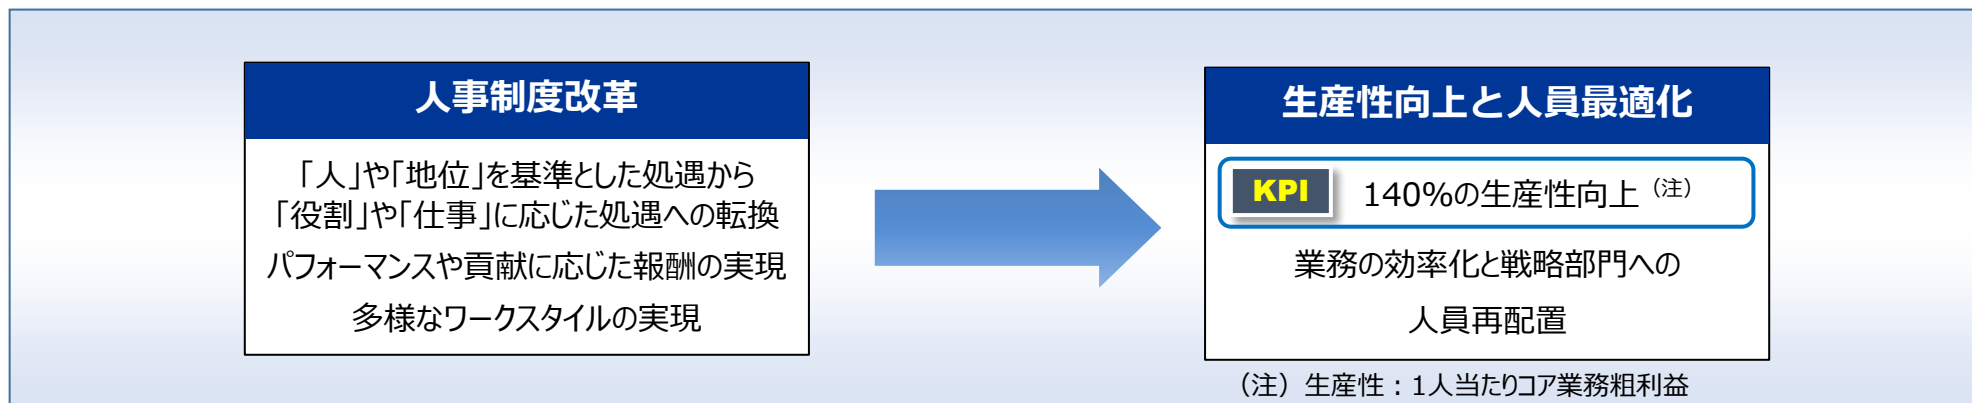 人事制度改革
「人」や「地位」を基準とした処遇から
「役割」や「仕事」に応じた処遇への転換
パフォーマンスや貢献に応じた報酬の実現
多様なワークスタイルの実現
生産性向上と人員最適化
KPI 140%の生産性向上（注）
業務の効率化と戦略部門への
人員再配置
（注）生産性：1人当たりコア業務粗利益